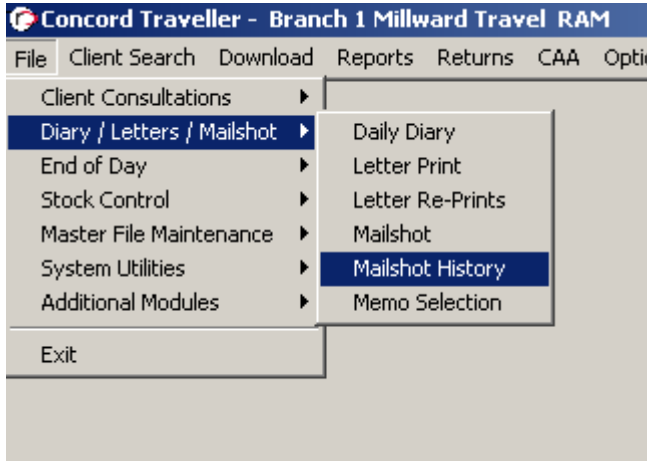 Concord Traveller - Branch 1 Millward Travel RAM
File Client Search Download Reports Returns CAA
Client Consultations
Diary / Letters / Mailshot
End of Day
Stock Control
Master File Maintenance
System Utilities
Additional Modules
Exit
Daily Diary
Letter Print
Letter Re-Prints
Mailshot
Mailshot History
Memo Selection